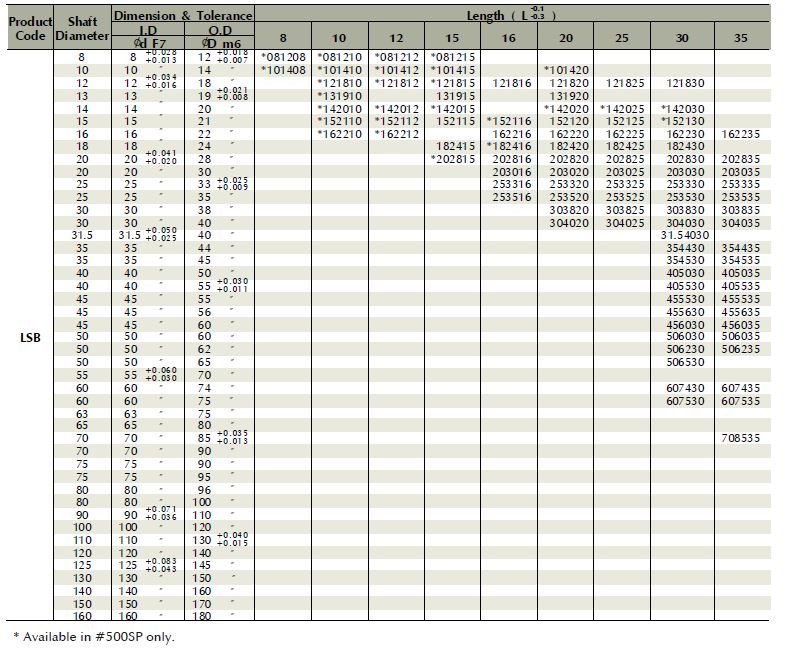 Product Code Shaft Diameter Dimension & Tolerance Length ( L -0.1 -0.3 )
I.D Ød F7 O.D ØD m6 8 10 12 15 16 20 25 30 35
8 8 +0.028 +0.013 12 +0.018 +0.007 *081208 *081210 *081212 *081215
10 10 ″ 14 ″ *101408 *101410 *101412 *101415 *101420
12 12 +0.034 +0.016 18 ″ *121810 *121812 *121815 121816 121820 121825 121830
13 13 ″ 19 +0.021 +0.008 *131910 131915 131920
14 14 ″ 20 ″ *142010 *142012 *142015 *142020 *142025 *142030
15 15 ″ 21 ″ *152110 *152112 152115 *152116 152120 152125 *152130
16 16 ″ 22 ″ *162210 *162212 162216 162220 162225 162230 162235
18 18 ″ 24 ″ 182415 *182416 182420 182425 182430
20 20 +0.041 +0.020 28 ″ *202815 202816 202820 202825 202830 202835
20 20 ″ 30 ″ 203016 203020 203025 203030 203035
25 25 ″ 33 +0.025 +0.009 253316 253320 253325 253330 253335
25 25 ″ 35 ″ 253516 253520 253525 253530 253535
30 30 ″ 38 ″ 303820 303825 303830 303835
30 30 ″ 40 ″ 304020 304025 304030 304035
31.5 31.5 +0.050 +0.025 40 ″ 31.54030
35 35 ″ 44 ″ 354430 354435
35 35 ″ 45 ″ 354530 354535
40 40 ″ 50 ″ 405030 405035
40 40 ″ 55 +0.030 +0.011 405530 405535
45 45 ″ 55 ″ 455530 455535
45 45 ″ 56 ″ 455630 455635
45 45 ″ 60 ″ 456030 456035
LSB 50 50 ″ 60 ″ 506030 506035
50 50 ″ 62 ″ 506230 506235
50 50 ″ 65 ″ 506530
55 55 +0.060 +0.030 70 ″
60 60 ″ 74 ″ 607430 607435
60 60 ″ 75 ″ 607530 607535
63 63 ″ 75 ″
65 65 ″ 80 ″
70 70 ″ 85 +0.035 +0.013 708535
70 70 ″ 90 ″
75 75 ″ 90 ″
75 75 ″ 95 ″
80 80 ″ 96 ″
80 80 ″ 100 ″
90 90 +0.071 +0.036 110 ″
100 100 ″ 120 ″
110 110 ″ 130 +0.040 +0.015
120 120 ″ 140 ″
125 125 +0.083 +0.043 145 ″
130 130 ″ 150 ″
140 140 ″ 160 ″
150 150 ″ 170 ″
160 160 ″ 180 ″
* Available in #500SP only.